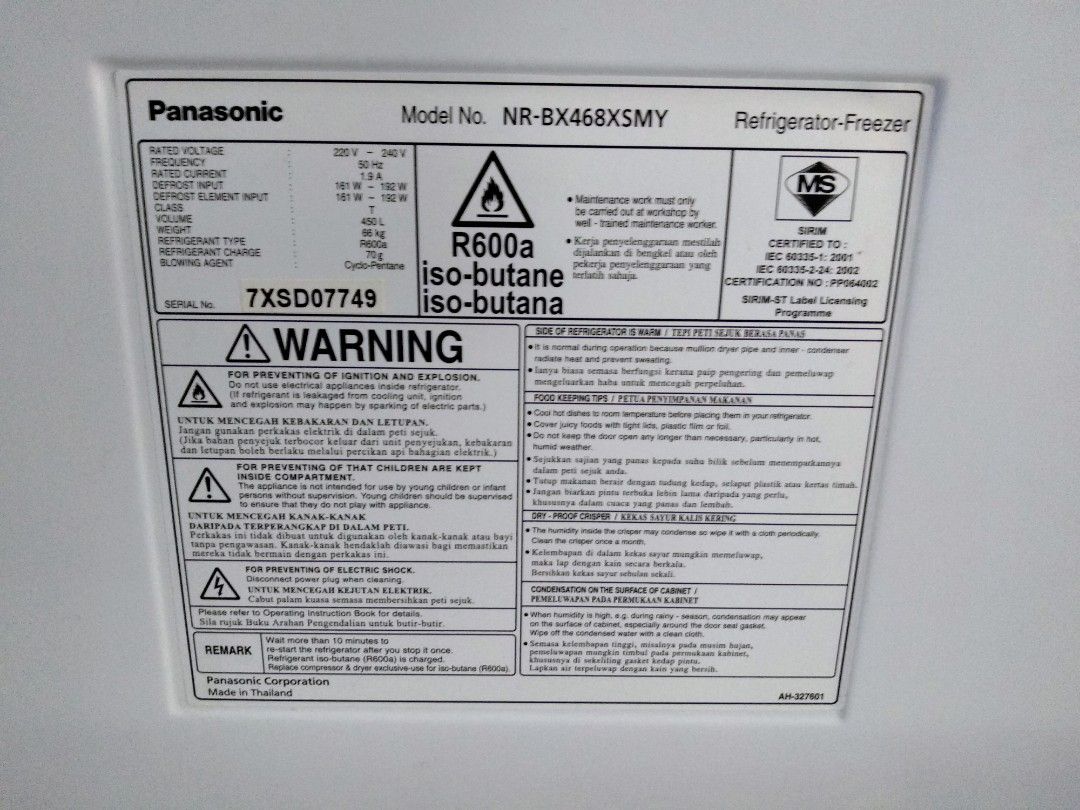 Panasonic
Model No. NR-BX468XSMY
Refrigerator-Freezer
RATED VOLTAGE : 220 V ~ 240 V
FREQUENCY : 50 Hz
RATED CURRENT : 1.9 A
DEFROST INPUT : 161 W ~ 192 W
DEFROST ELEMENT INPUT : 161 W ~ 192 W
CLASS : T
VOLUME : 450 L
WEIGHT : 66 kg
REFRIGERANT TYPE : R600a
REFRIGERANT CHARGE : 70 g
BLOWING AGENT : Cyclo-Pentane
SERIAL No. 7XSD07749
R600a
iso-butane
iso-butana
• Maintenance work must only
be carried out at workshop by
well - trained maintenance worker.
• Kerja penyelenggaraan mestilah
dijalankan di bengkel atau oleh
pekerja penyelenggaraan yang
terlatih sahaja.
MS
SIRIM
CERTIFIED TO :
IEC 60335-1: 2001
IEC 60335-2-24: 2002
CERTIFICATION NO : PP064002
SIRIM-ST Label Licensing
Programme
WARNING
FOR PREVENTING OF IGNITION AND EXPLOSION.
Do not use electrical appliances inside refrigerator.
(If refrigerant is leakaged from cooling unit, ignition
and explosion may happen by sparking of electric parts.)
UNTUK MENCEGAH KEBAKARAN DAN LETUPAN.
Jangan gunakan perkakas elektrik di dalam peti sejuk.
(Jika bahan penyejuk terbocor keluar dari unit penyejukan, kebakaran
dan letupan boleh berlaku melalui percikan api bahagian elektrik.)
FOR PREVENTING OF THAT CHILDREN ARE KEPT
INSIDE COMPARTMENT.
The appliance is not intended for use by young children or infant
persons without supervision. Young children should be supervised
to ensure that they do not play with appliance.
UNTUK MENCEGAH KANAK-KANAK
DARIPADA TERPERANGKAP DI DALAM PETI.
Perkakas ini tidak dibuat untuk digunakan oleh kanak-kanak atau bayi
tanpa pengawasan. Kanak-kanak hendaklah diawasi bagi memastikan
mereka tidak bermain dengan perkakas ini.
FOR PREVENTING OF ELECTRIC SHOCK.
Disconnect power plug when cleaning.
UNTUK MENCEGAH KEJUTAN ELEKTRIK.
Cabut palam kuasa semasa membersihkan peti sejuk.
Please refer to Operating Instruction Book for details.
Sila rujuk Buku Arahan Pengendalian untuk butir-butir.
REMARK
Wait more than 10 minutes to
re-start the refrigerator after you stop it once.
Refrigerant iso-butane (R600a) is charged.
Replace compressor & dryer exclusive-use for iso-butane (R600a).
Panasonic Corporation
Made in Thailand
SIDE OF REFRIGERATOR IS WARM / TEPI PETI SEJUK BERASA PANAS
• It is normal during operation because mullion dryer pipe and inner - condenser
radiate heat and prevent sweating.
• Ianya biasa semasa berfungsi kerana paip pengering dan pemeluwap
mengeluarkan haba untuk mencegah perpeluhan.
FOOD KEEPING TIPS / PETUA PENYIMPANAN MAKANAN
• Cool hot dishes to room temperature before placing them in your refrigerator.
• Cover juicy foods with tight lids, plastic film or foil.
• Do not keep the door open any longer than necessary, particularly in hot,
humid weather.
• Sejukkan sajian yang panas kepada suhu bilik sebelum menempatkannya
dalam peti sejuk anda.
• Tutup makanan berair dengan tudung kedap, selaput plastik atau kertas timah.
• Jangan biarkan pintu terbuka lebih lama daripada yang perlu,
khususnya dalam cuaca yang panas dan lembab.
DRY - PROOF CRISPER / KEKAS SAYUR KALIS KERING
• The humidity inside the crisper may condense so wipe it with a cloth periodically.
Clean the crisper once a month.
• Kelembapan di dalam kekas sayur mungkin memeluwap,
maka lap dengan kain secara berkala.
Bersihkan kekas sayur sebulan sekali.
CONDENSATION ON THE SURFACE OF CABINET /
PEMELUWAPAN PADA PERMUKAAN KABINET
• When humidity is high, e.g. during rainy - season, condensation may appear
on the surface of cabinet, especially around the door seal gasket.
Wipe off the condensed water with a clean cloth.
• Semasa kelembapan tinggi, misalnya pada musim hujan,
pemeluwapan mungkin timbul pada permukaan kabinet,
khususnya di sekeliling gasket kedap pintu.
Lapkan air terpeluwap dengan kain yang bersih.
AH-327601